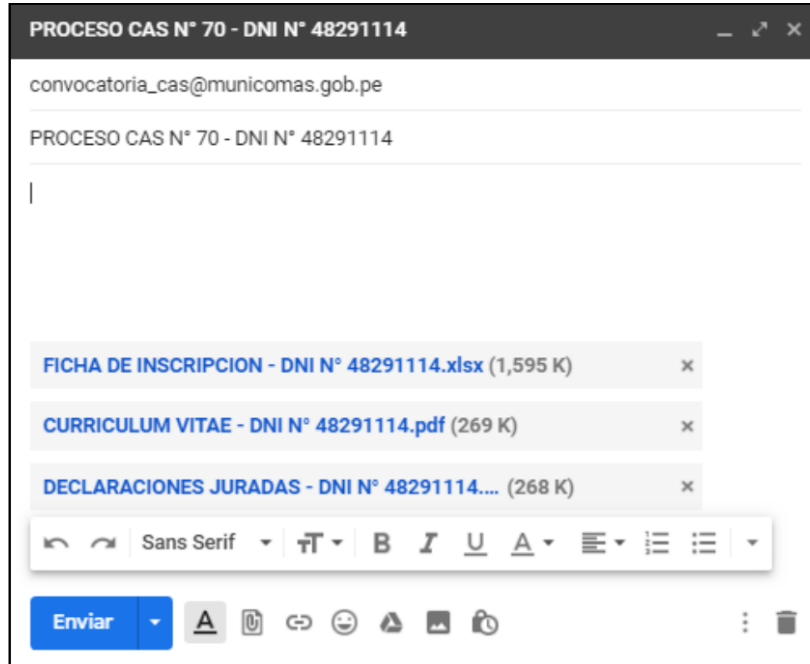 PROCESO CAS N° 70 - DNI N° 48291114
convocatoria_cas@municomas.gob.pe
PROCESO CAS N° 70 - DNI N° 48291114
FICHA DE INSCRIPCION - DNI N° 48291114.xlsx (1,595 K)
CURRICULUM VITAE - DNI N° 48291114.pdf (269 K)
DECLARACIONES JURADAS - DNI N° 48291114.... (268 K)
Sans Serif
Enviar